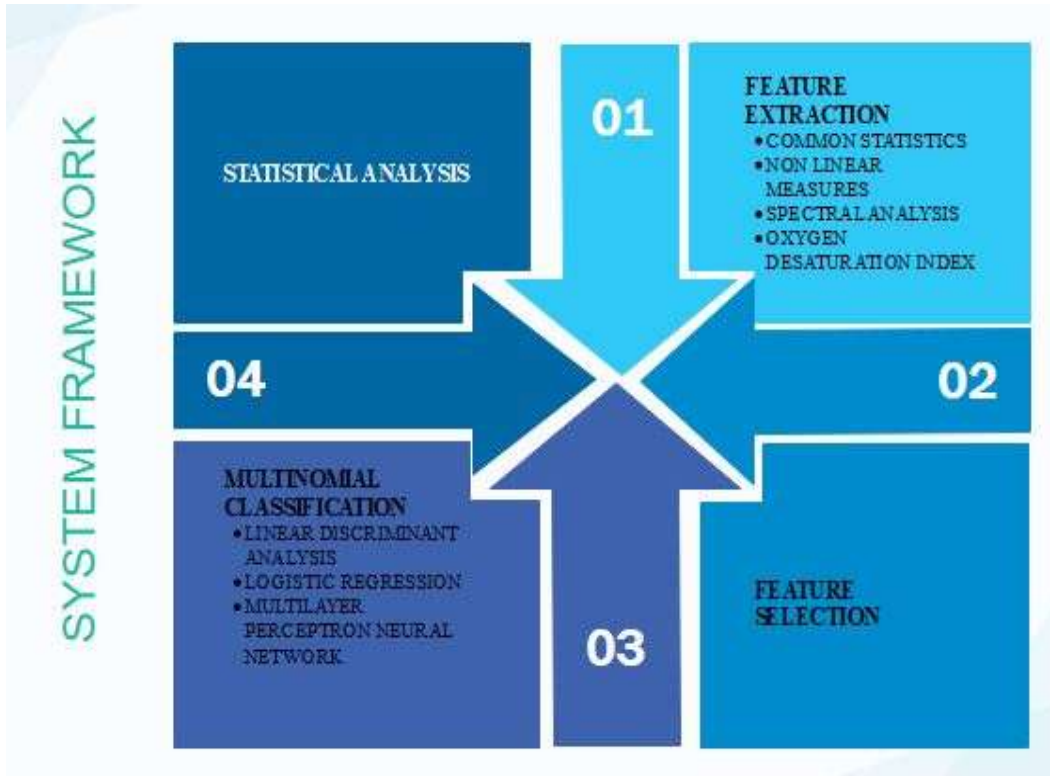 SYSTEM FRAMEWORK
01
FEATURE
EXTRACTION
•COMMON STATISTICS
•NON LINEAR
MEASURES
•SPECTRAL ANALYSIS
•OXYGEN
DESATURATION INDEX
02
FEATURE
SELECTION
03
MULTINOMIAL
CLASSIFICATION
•LINEAR DISCRIMINANT
ANALYSIS
•LOGISTIC REGRESSION
•MULTILAYER
PERCEPTRON NEURAL
NETWORK
04
STATISTICAL ANALYSIS